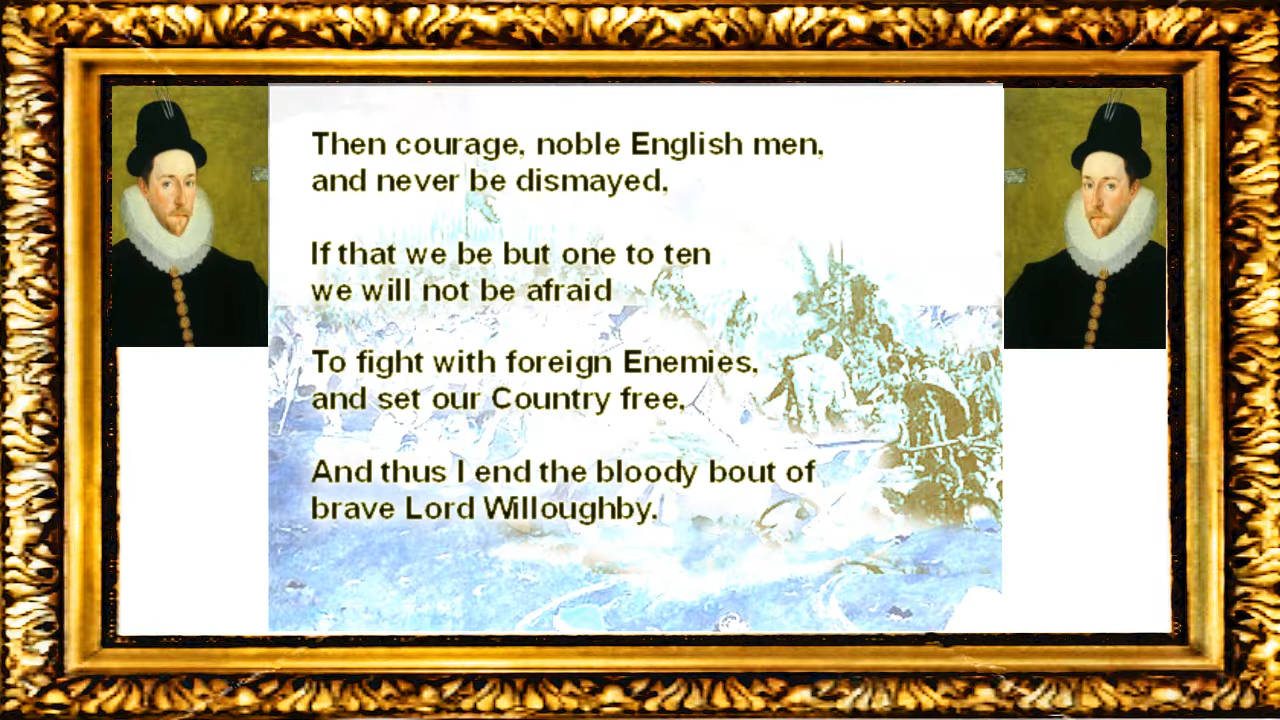 Then courage, noble English men,
and never be dismayed,
If that we be but one to ten
we will not be afraid
To fight with foreign Enemies,
and set our Country free,
And thus I end the bloody bout of
brave Lord Willoughby.